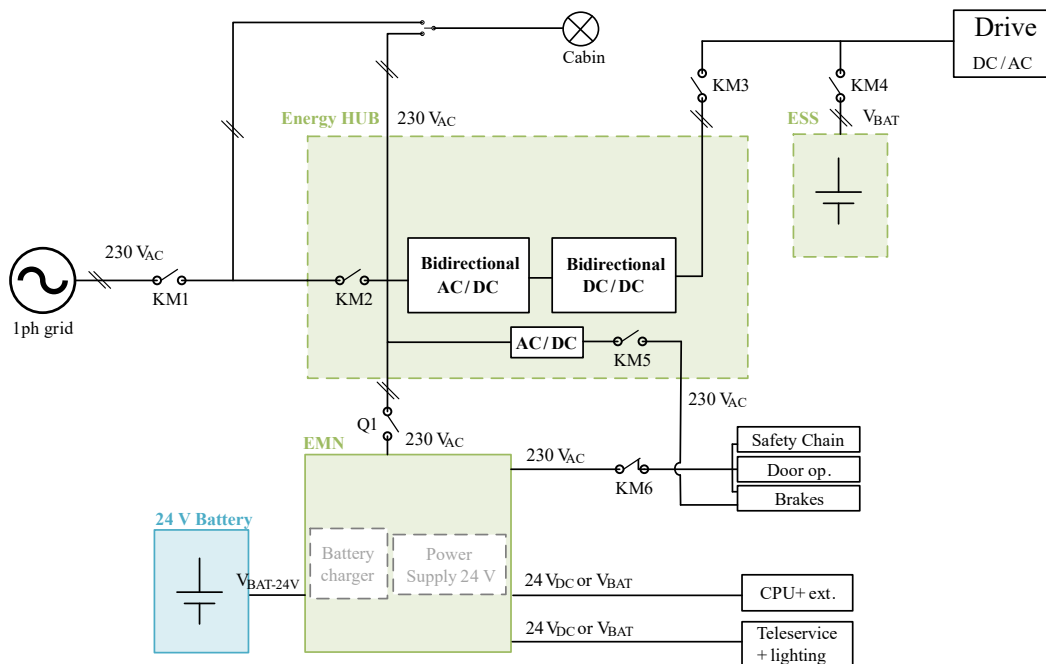 Drive
DC / AC
Cabin
KM3
KM4
Energy HUB
230 VAC
ESS
VBAT
230 VAC
KM1
KM2
Bidirectional
AC / DC
Bidirectional
DC / DC
1ph grid
AC / DC
KM5
230 VAC
Q1
230 VAC
EMN
230 VAC
KM6
Safety Chain
Door op.
Brakes
24 V Battery
Battery
charger
Power
Supply 24 V
VBAT-24V
24 VDC or VBAT
CPU+ ext.
24 VDC or VBAT
Teleservice
+ lighting